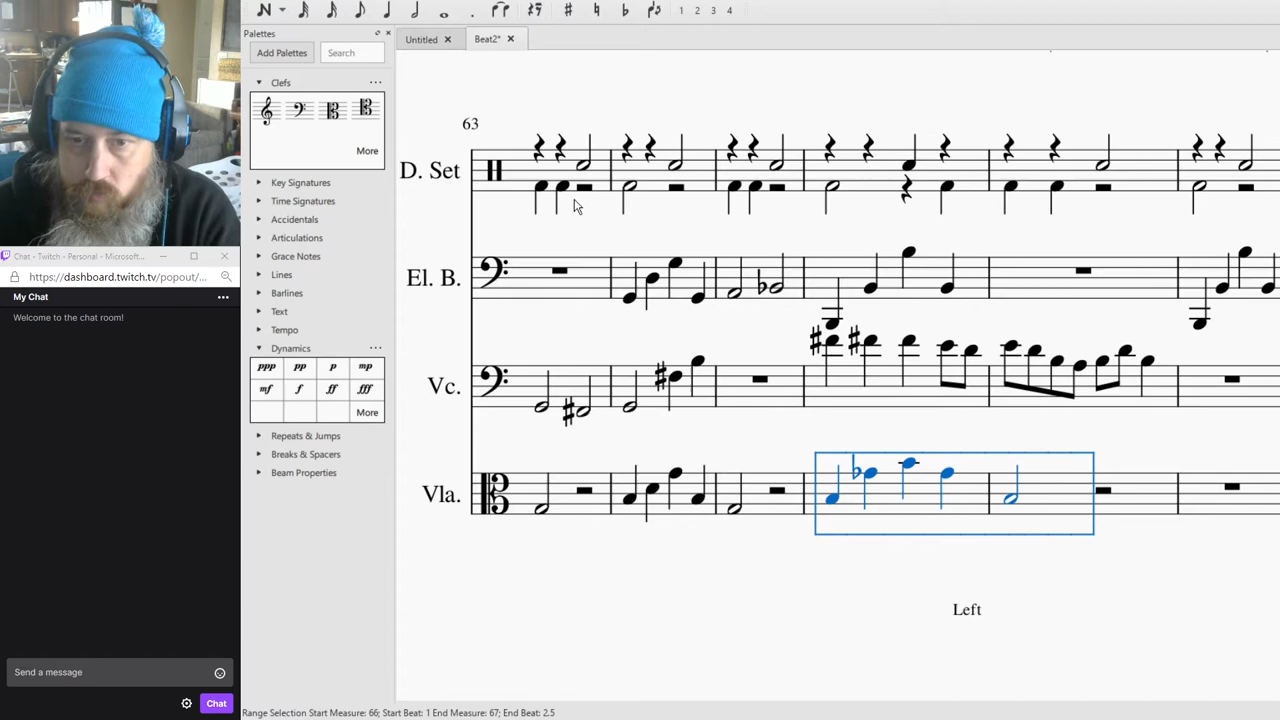 1 2 3 4
Palettes
Untitled
Beat2*
Add Palettes
Search
Clefs
More
Key Signatures
Time Signatures
Accidentals
Articulations
Grace Notes
Lines
Barlines
Text
Tempo
Dynamics
ppp pp p mp
mf f ff fff
More
Repeats & Jumps
Breaks & Spacers
Beam Properties
63
D. Set
El. B.
Vc.
Vla.
Left
Chat - Twitch - Personal - Microsoft...
https://dashboard.twitch.tv/popout/...
My Chat
Welcome to the chat room!
Send a message
Chat
Range Selection Start Measure: 66; Start Beat: 1 End Measure: 67; End Beat: 2.5